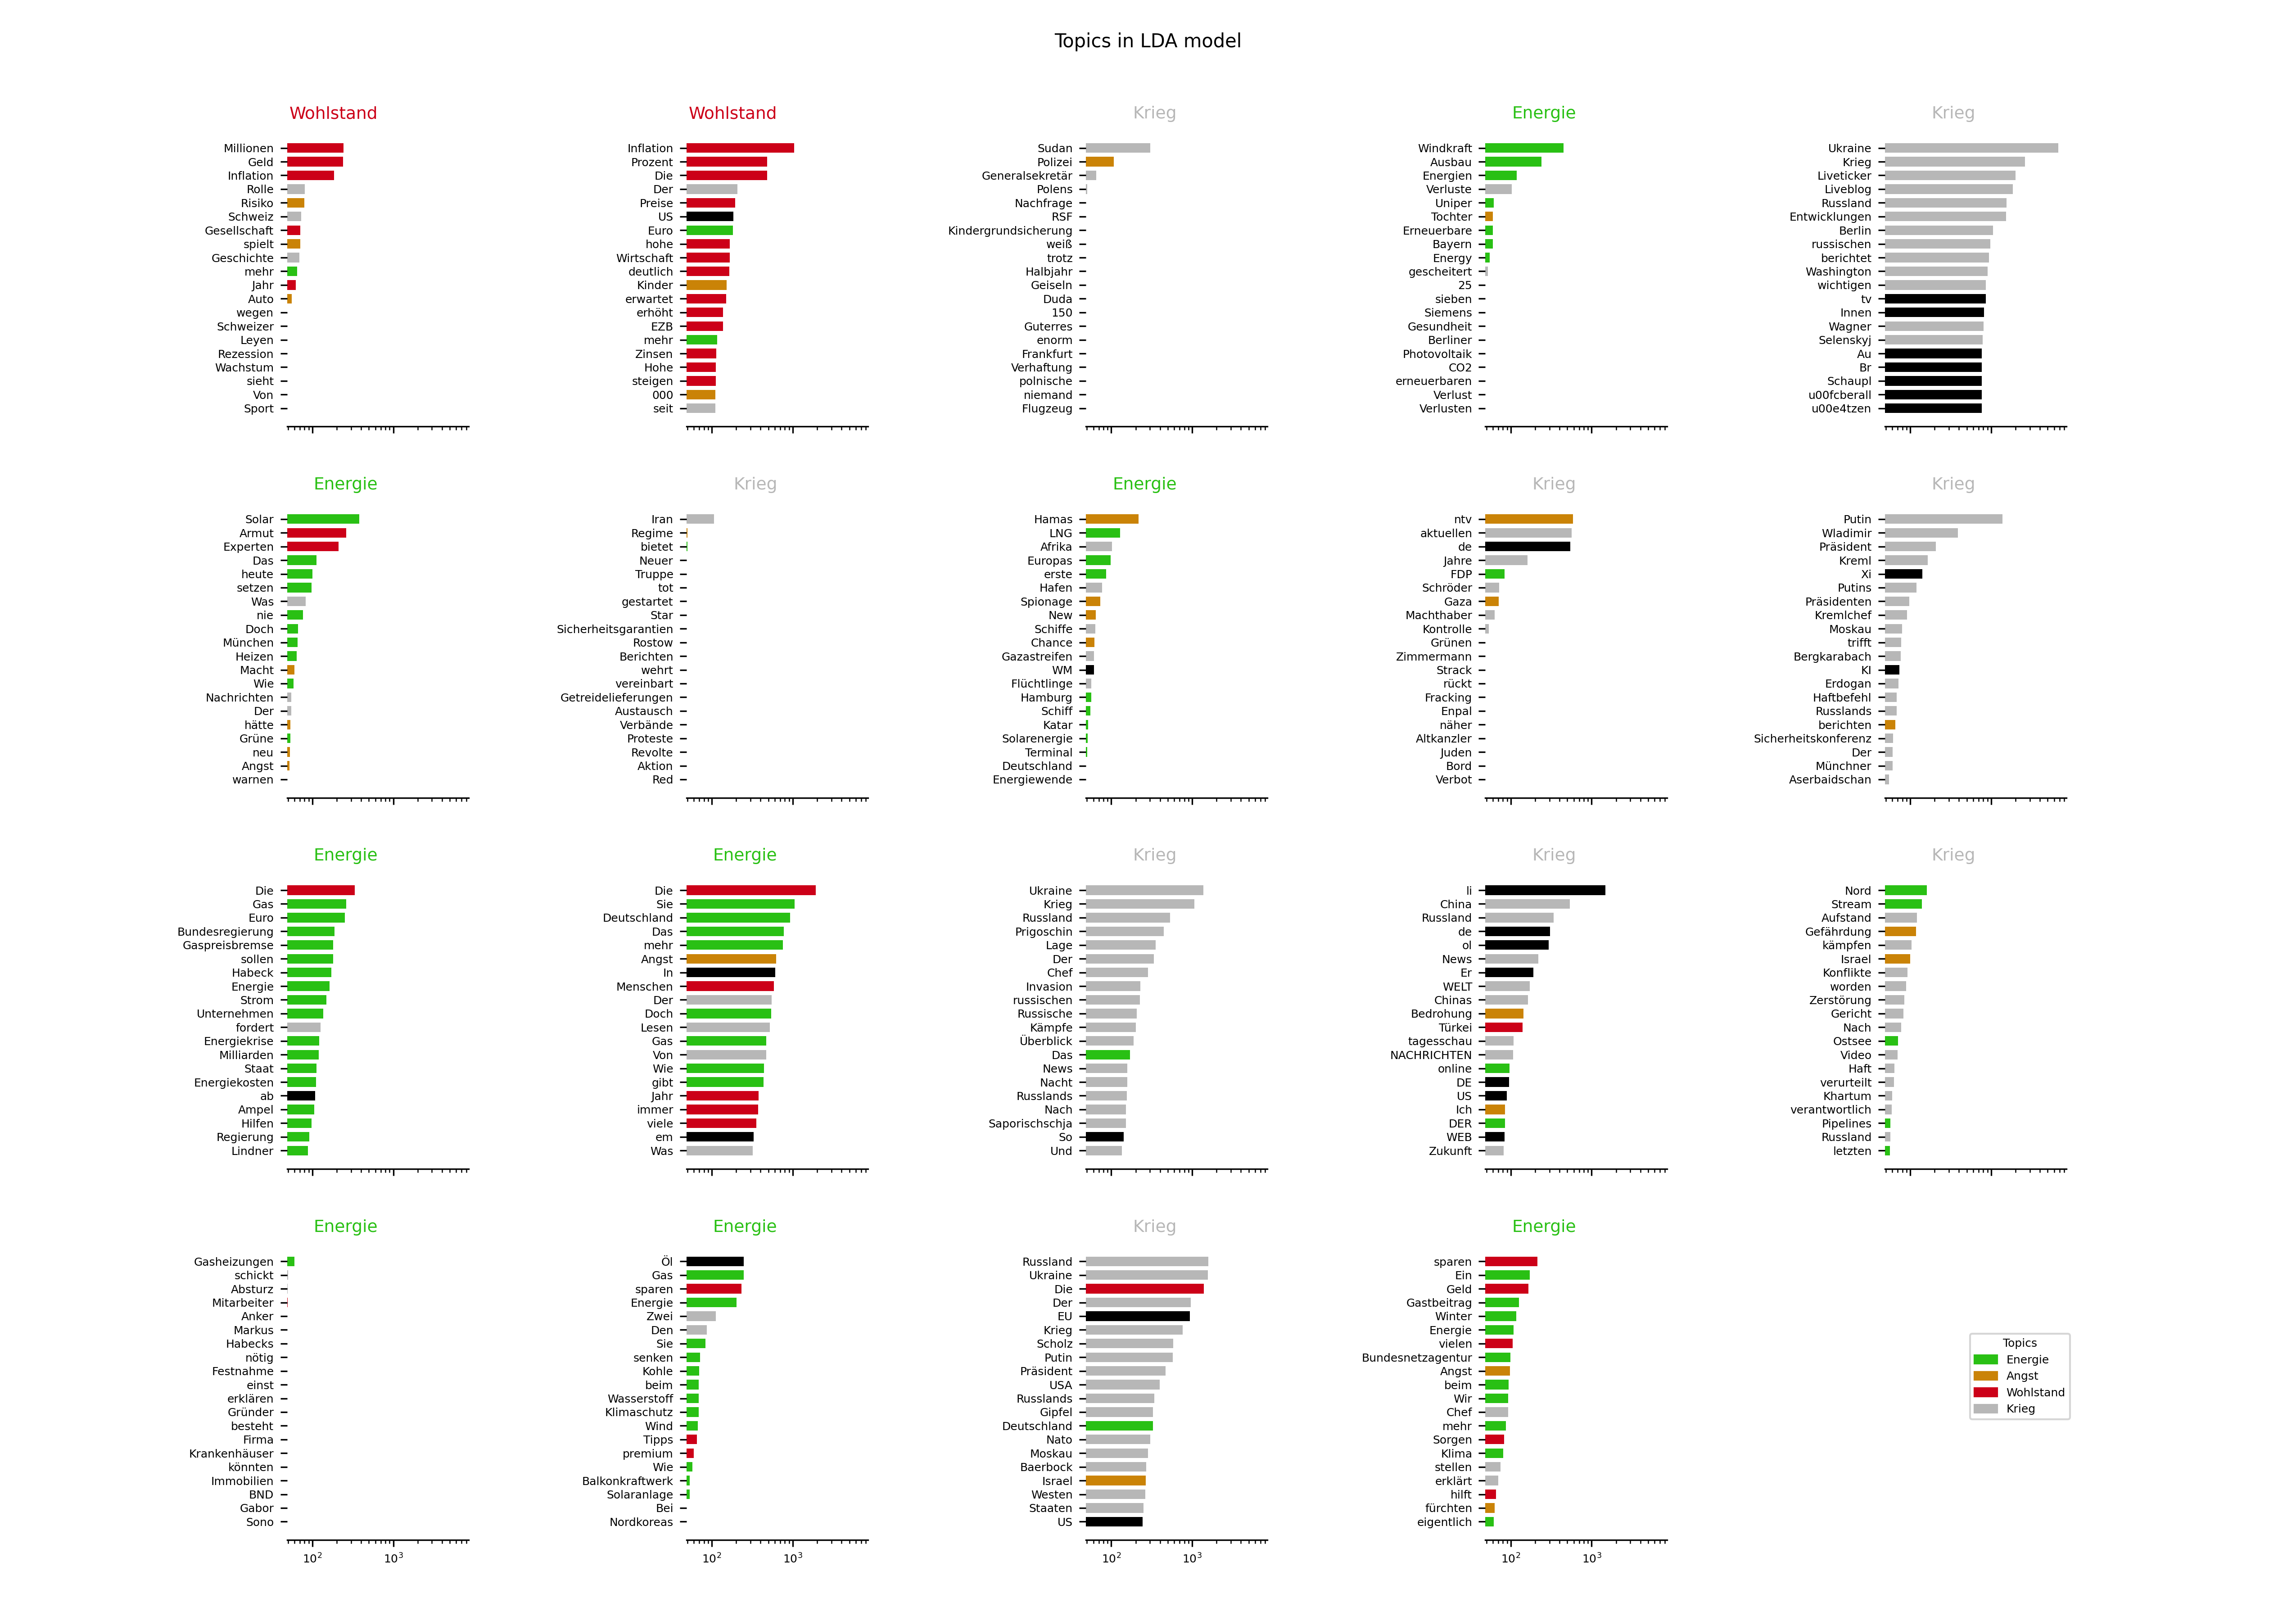 Topics in LDA model
Wohlstand
Millionen
Geld
Inflation
Rolle
Risiko
Schweiz
Gesellschaft
spielt
Geschichte
mehr
Jahr
Auto
wegen
Schweizer
Leyen
Rezession
Wachstum
sieht
Von
Sport
Wohlstand
Inflation
Prozent
Die
Der
Preise
US
Euro
hohe
Wirtschaft
deutlich
Kinder
erwartet
erhöht
EZB
mehr
Zinsen
Hohe
steigen
000
seit
Krieg
Sudan
Polizei
Generalsekretär
Polens
Nachfrage
RSF
Kindergrundsicherung
weiß
trotz
Halbjahr
Geiseln
Duda
150
Guterres
enorm
Frankfurt
Verhaftung
polnische
niemand
Flugzeug
Energie
Windkraft
Ausbau
Energien
Verluste
Uniper
Tochter
Erneuerbare
Bayern
Energy
gescheitert
25
sieben
Siemens
Gesundheit
Berliner
Photovoltaik
CO2
erneuerbaren
Verlust
Verlusten
Krieg
Ukraine
Krieg
Liveticker
Liveblog
Russland
Entwicklungen
Berlin
russischen
berichtet
Washington
wichtigen
tv
Innen
Wagner
Selenskyj
Au
Br
Schaupl
u00fcberall
u00e4tzen
Energie
Solar
Armut
Experten
Das
heute
setzen
Was
nie
Doch
München
Heizen
Macht
Wie
Nachrichten
Der
hätte
Grüne
neu
Angst
warnen
Krieg
Iran
Regime
bietet
Neuer
Truppe
tot
gestartet
Star
Sicherheitsgarantien
Rostow
Berichten
wehrt
vereinbart
Getreidelieferungen
Austausch
Verbände
Proteste
Revolte
Aktion
Red
Energie
Hamas
LNG
Afrika
Europas
erste
Hafen
Spionage
New
Schiffe
Chance
Gazastreifen
WM
Flüchtlinge
Hamburg
Schiff
Katar
Solarenergie
Terminal
Deutschland
Energiewende
Krieg
ntv
aktuellen
de
Jahre
FDP
Schröder
Gaza
Machthaber
Kontrolle
Grünen
Zimmermann
Strack
rückt
Fracking
Enpal
näher
Altkanzler
Juden
Bord
Verbot
Krieg
Putin
Wladimir
Präsident
Kreml
Xi
Putins
Präsidenten
Kremlchef
Moskau
trifft
Bergkarabach
KI
Erdogan
Haftbefehl
Russlands
berichten
Sicherheitskonferenz
Der
Münchner
Aserbaidschan
Energie
Die
Gas
Euro
Bundesregierung
Gaspreisbremse
sollen
Habeck
Energie
Strom
Unternehmen
fordert
Energiekrise
Milliarden
Staat
Energiekosten
ab
Ampel
Hilfen
Regierung
Lindner
Energie
Die
Sie
Deutschland
Das
mehr
Angst
In
Menschen
Der
Doch
Lesen
Gas
Von
Wie
gibt
Jahr
immer
viele
em
Was
Krieg
Ukraine
Krieg
Russland
Prigoschin
Lage
Der
Chef
Invasion
russischen
Russische
Kämpfe
Überblick
Das
News
Nacht
Russlands
Nach
Saporischschja
So
Und
Krieg
li
China
Russland
de
ol
News
Er
WELT
Chinas
Bedrohung
Türkei
tagesschau
NACHRICHTEN
online
DE
US
Ich
DER
WEB
Zukunft
Krieg
Nord
Stream
Aufstand
Gefährdung
kämpfen
Israel
Konflikte
worden
Zerstörung
Gericht
Nach
Ostsee
Video
Haft
verurteilt
Khartum
verantwortlich
Pipelines
Russland
letzten
Energie
Gasheizungen
schickt
Absturz
Mitarbeiter
Anker
Markus
Habecks
nötig
Festnahme
einst
erklären
Gründer
besteht
Firma
Krankenhäuser
könnten
Immobilien
BND
Gabor
Sono
10² 10³
Energie
Öl
Gas
sparen
Energie
Zwei
Den
Sie
senken
Kohle
beim
Wasserstoff
Klimaschutz
Wind
Tipps
premium
Wie
Balkonkraftwerk
Solaranlage
Bei
Nordkoreas
10² 10³
Krieg
Russland
Ukraine
Die
Der
EU
Krieg
Scholz
Putin
Präsident
USA
Russlands
Gipfel
Deutschland
Nato
Moskau
Baerbock
Israel
Westen
Staaten
US
10² 10³
Energie
sparen
Ein
Geld
Gastbeitrag
Winter
Energie
vielen
Bundesnetzagentur
Angst
beim
Wir
Chef
mehr
Sorgen
Klima
stellen
erklärt
hilft
fürchten
eigentlich
10² 10³
Topics
Energie
Angst
Wohlstand
Krieg